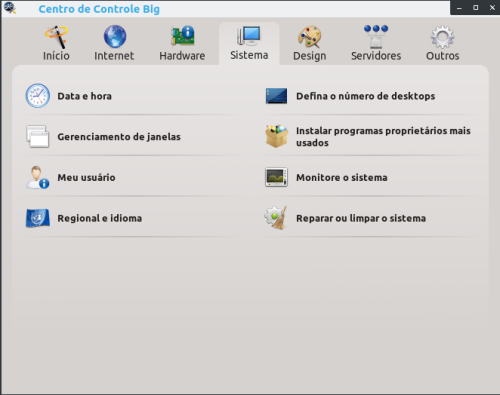 Centro de Controle Big
Início
Internet
Hardware
Sistema
Design
Servidores
Outros
Data e hora
Defina o número de desktops
Gerenciamento de janelas
Instalar programas proprietários mais
usados
Meu usuário
Monitore o sistema
Regional e idioma
Reparar ou limpar o sistema